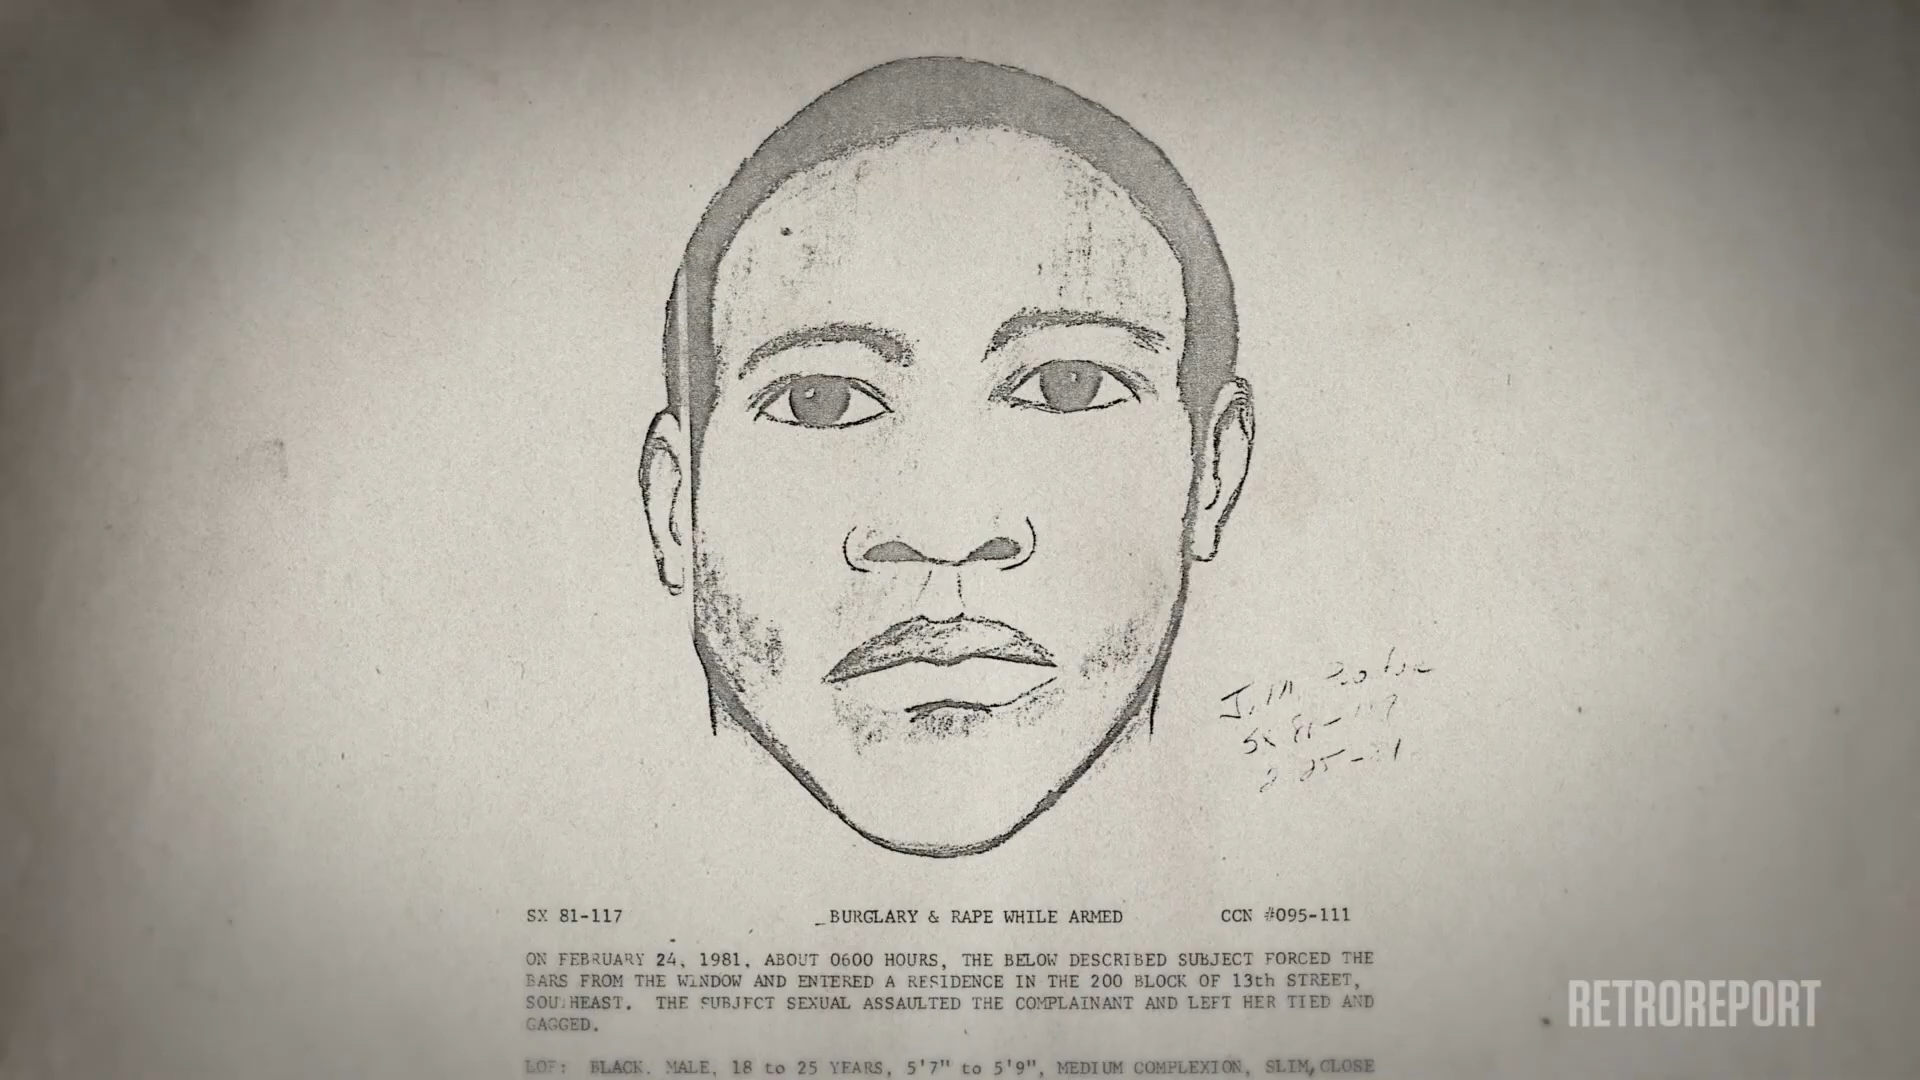 SX 81-117 _BURGLARY & RAPE WHILE ARMED CCN #095-111
ON FEBRUARY 24, 1981, ABOUT 0600 HOURS, THE BELOW DESCRIBED SUBJECT FORCED THE
BARS FROM THE WINDOW AND ENTERED A RESIDENCE IN THE 200 BLOCK OF 13th STREET,
SOUTHEAST. THE SUBJECT SEXUAL ASSAULTED THE COMPLAINANT AND LEFT HER TIED AND
GAGGED.
LOF: BLACK. MALE, 18 to 25 YEARS, 5'7" to 5'9", MEDIUM COMPLEXION, SLIM, CLOSE
RETROREPORT